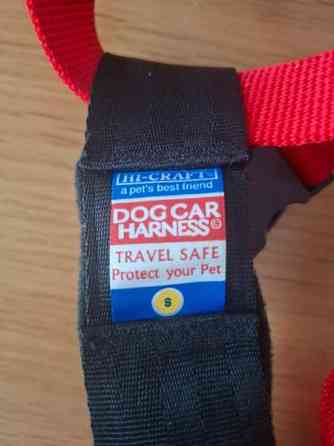 HI-CRAFT
a pet's best friend
DOG CAR
HARNESS©
TRAVEL SAFE
Protect your Pet
S